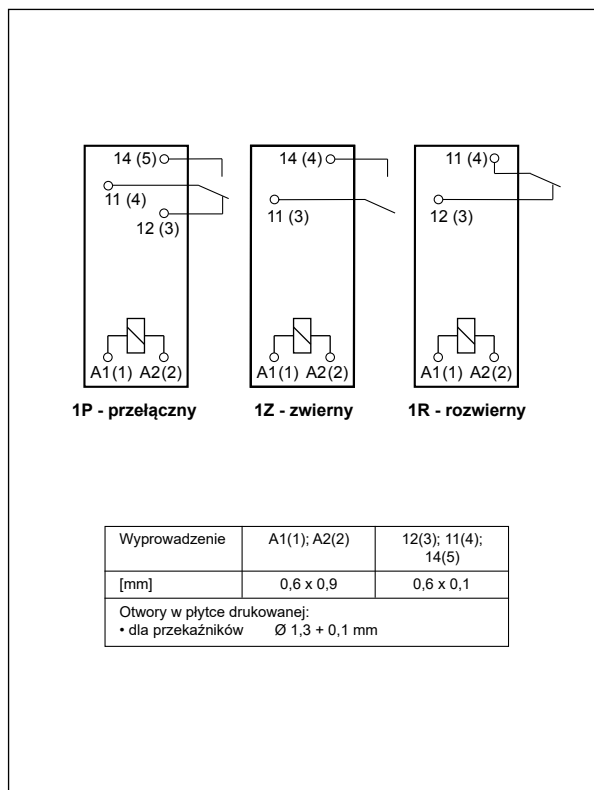 14 (5)
11 (4)
12 (3)
A1(1) A2(2)
1P - przełączny
14 (4)
11 (3)
A1(1) A2(2)
1Z - zwierny
11 (4)
12 (3)
A1(1) A2(2)
1R - rozwierny
Wyprowadzenie A1(1); A2(2) 12(3); 11(4);
14(5)
[mm] 0,6 x 0,9 0,6 x 0,1
Otwory w płytce drukowanej:
• dla przekaźników Ø 1,3 + 0,1 mm